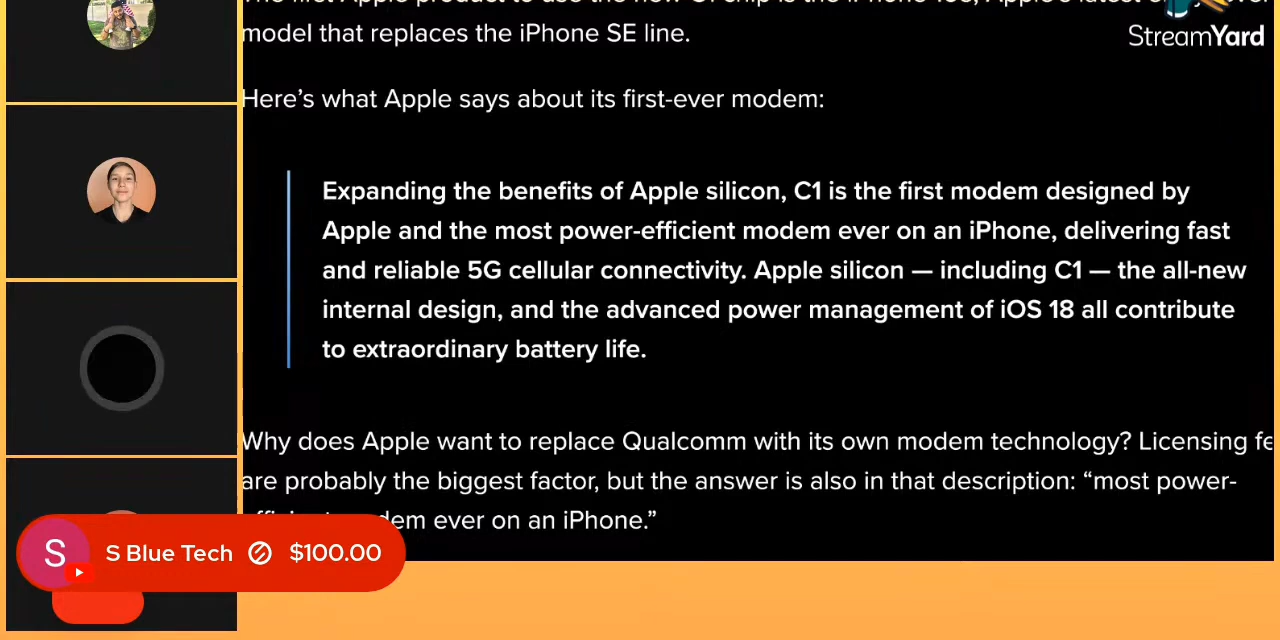 model that replaces the iPhone SE line.
StreamYard
Here’s what Apple says about its first-ever modem:
Expanding the benefits of Apple silicon, C1 is the first modem designed by
Apple and the most power-efficient modem ever on an iPhone, delivering fast
and reliable 5G cellular connectivity. Apple silicon — including C1 — the all-new
internal design, and the advanced power management of iOS 18 all contribute
to extraordinary battery life.
Why does Apple want to replace Qualcomm with its own modem technology? Licensing
are probably the biggest factor, but the answer is also in that description: “most power-
ever on an iPhone.”
S
S Blue Tech $100.00